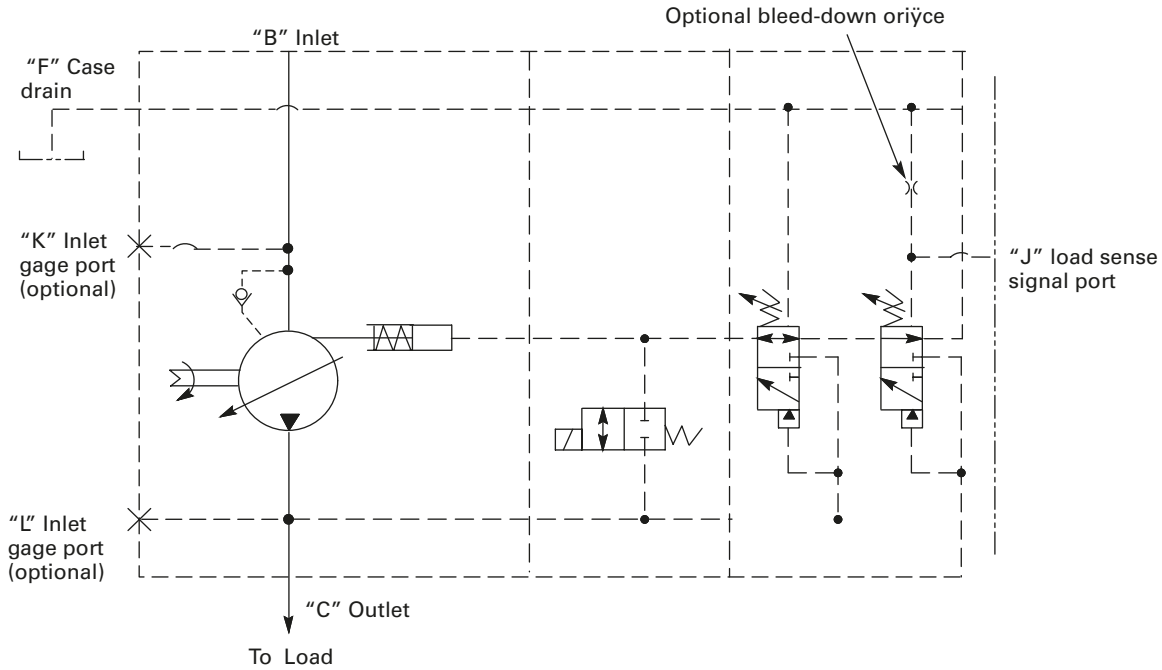 Optional bleed-down oriÿce
“B” Inlet
“F” Case
drain
“K” Inlet
gage port
(optional)
“J” load sense
signal port
“L” Inlet
gage port
(optional)
“C” Outlet
To Load